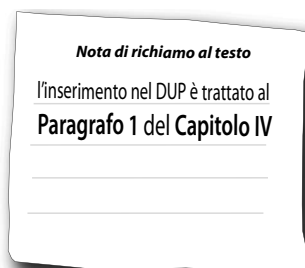 Nota di richiamo al testo
l'inserimento nel DUP è trattato al
Paragrafo 1 del Capitolo IV